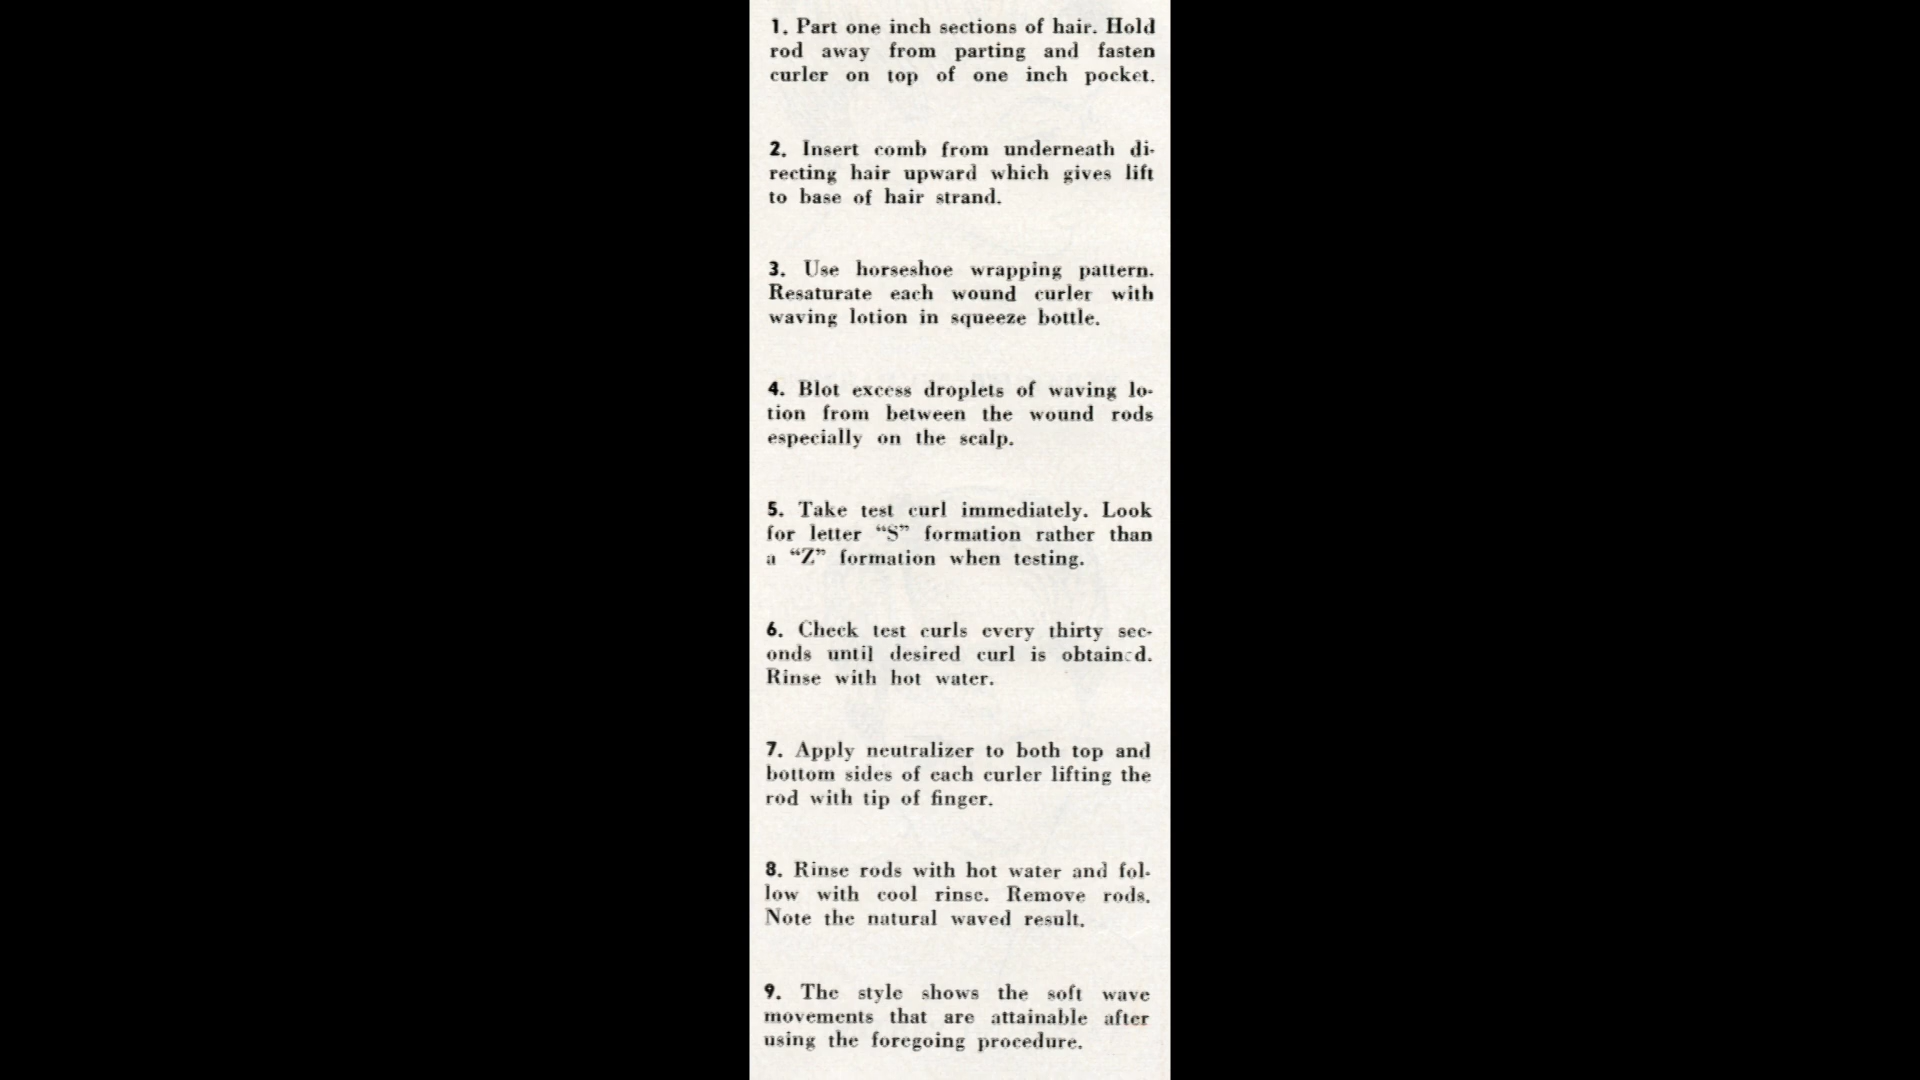 1. Part one inch sections of hair. Hold
rod away from parting and fasten
curler on top of one inch pocket.
2. Insert comb from underneath di-
recting hair upward which gives lift
to base of hair strand.
3. Use horseshoe wrapping pattern.
Resaturate each wound curler with
waving lotion in squeeze bottle.
4. Blot excess droplets of waving lo-
tion from between the wound rods
especially on the scalp.
5. Take test curl immediately. Look
for letter “S” formation rather than
a “Z” formation when testing.
6. Check test curls every thirty sec-
onds until desired curl is obtained.
Rinse with hot water.
7. Apply neutralizer to both top and
bottom sides of each curler lifting the
rod with tip of finger.
8. Rinse rods with hot water and fol-
low with cool rinse. Remove rods.
Note the natural waved result.
9. The style shows the soft wave
movements that are attainable after
using the foregoing procedure.